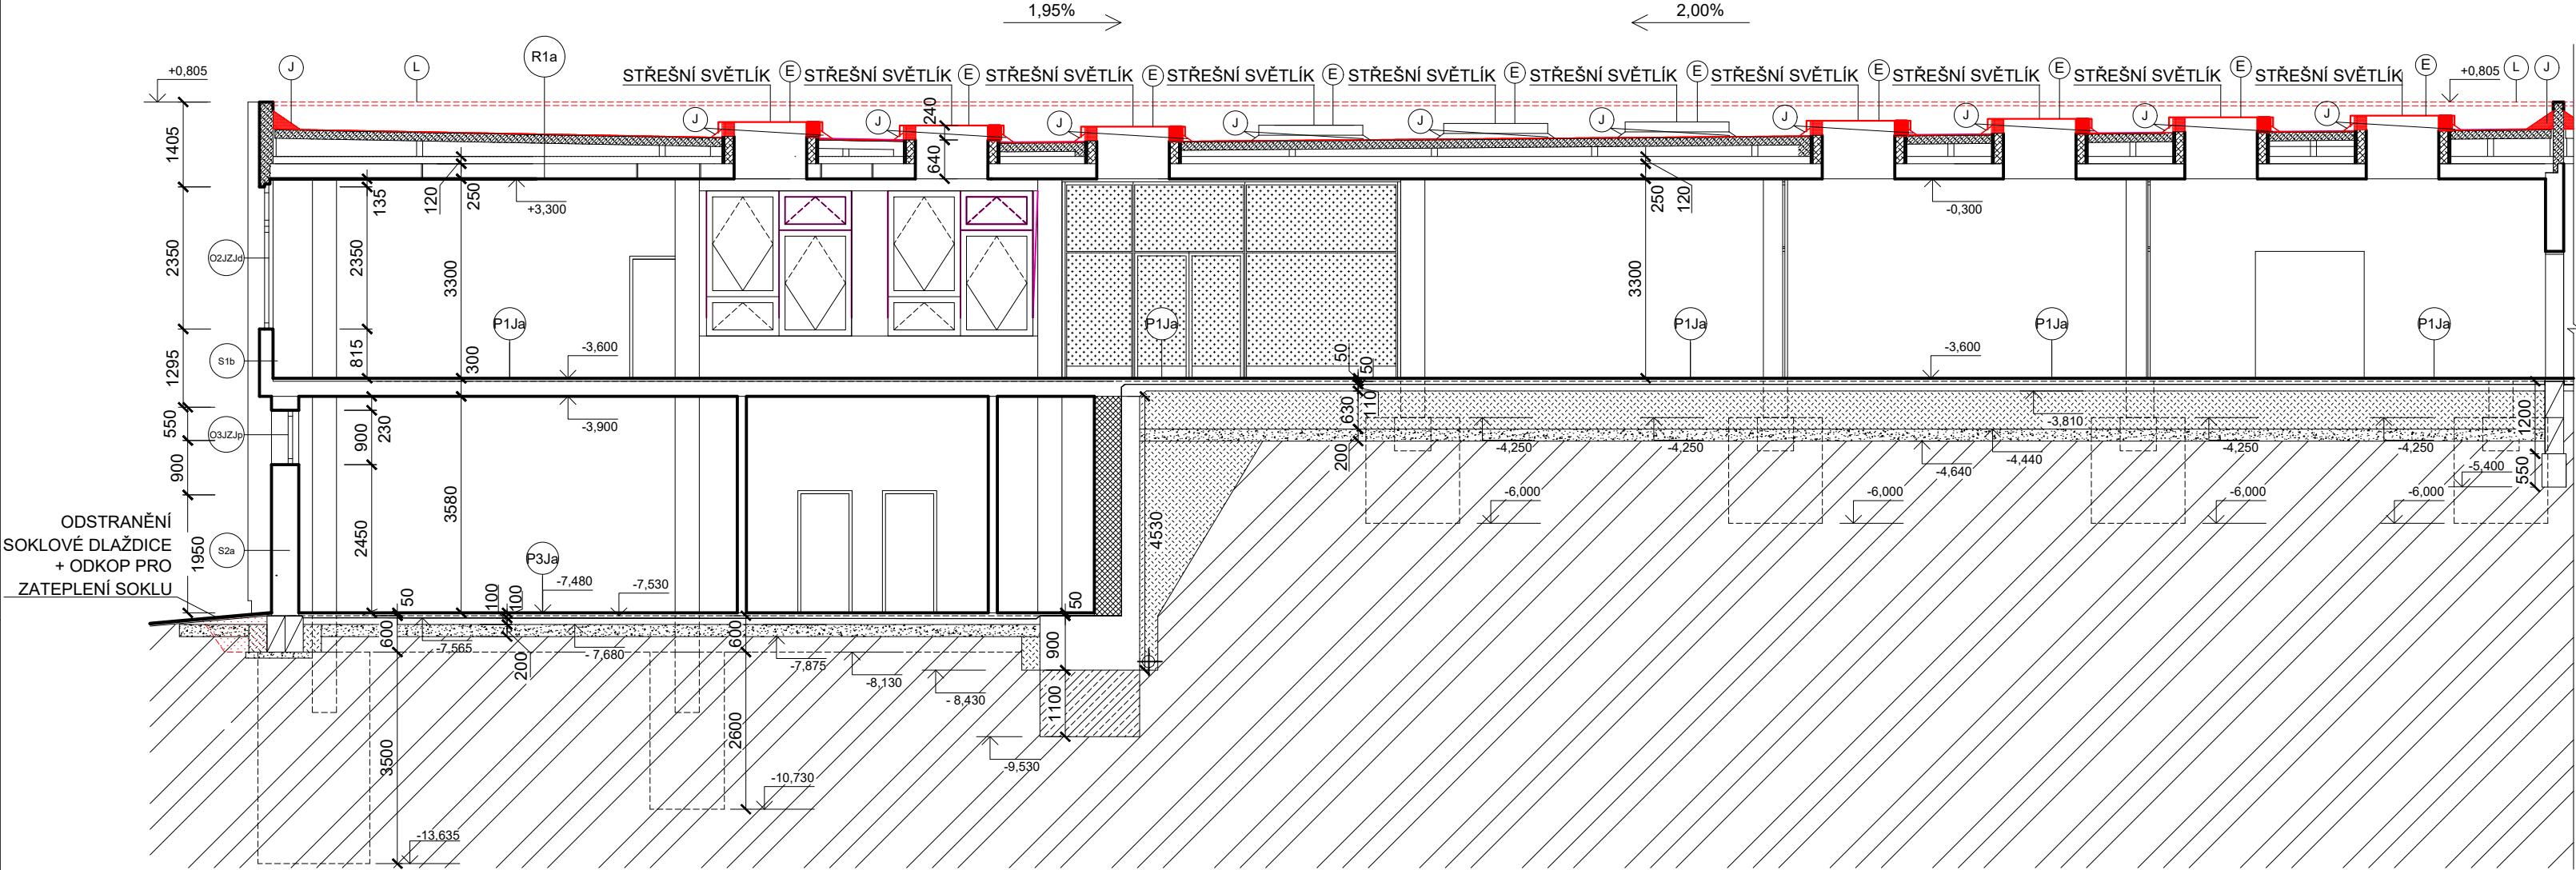 1,95%
2,00%
+0,805
J
L
R1a
STŘEŠNÍ SVĚTLÍK
E
STŘEŠNÍ SVĚTLÍK
E
STŘEŠNÍ SVĚTLÍK
E
STŘEŠNÍ SVĚTLÍK
E
STŘEŠNÍ SVĚTLÍK
E
STŘEŠNÍ SVĚTLÍK
E
STŘEŠNÍ SVĚTLÍK
E
STŘEŠNÍ SVĚTLÍK
E
STŘEŠNÍ SVĚTLÍK
E
STŘEŠNÍ SVĚTLÍK
E
+0,805
L
J
J
J
J
J
J
J
J
J
J
J
240
640
1405
135
120
250
+3,300
250
120
-0,300
2350
O2JZJd
2350
3300
3300
P1Ja
P1Ja
P1Ja
P1Ja
P1Ja
1295
S1b
815
300
-3,600
50
50
-3,600
550
O3JZJp
900
230
-3,900
630
110
-3,810
1200
900
200
-4,250
-4,250
-4,640
-4,440
-4,250
-4,250
-5,400
550
-6,000
-6,000
-6,000
-6,000
ODSTRANĚNÍ
SOKLOVÉ DLAŽDICE
+ ODKOP PRO
ZATEPLENÍ SOKLU
1950
S2a
2450
3580
4530
P3Ja
-7,480
-7,530
50
100
100
50
600
-7,565
200
-7,680
600
-7,875
-8,130
- 8,430
900
1100
2600
3500
-9,530
-10,730
-13,635